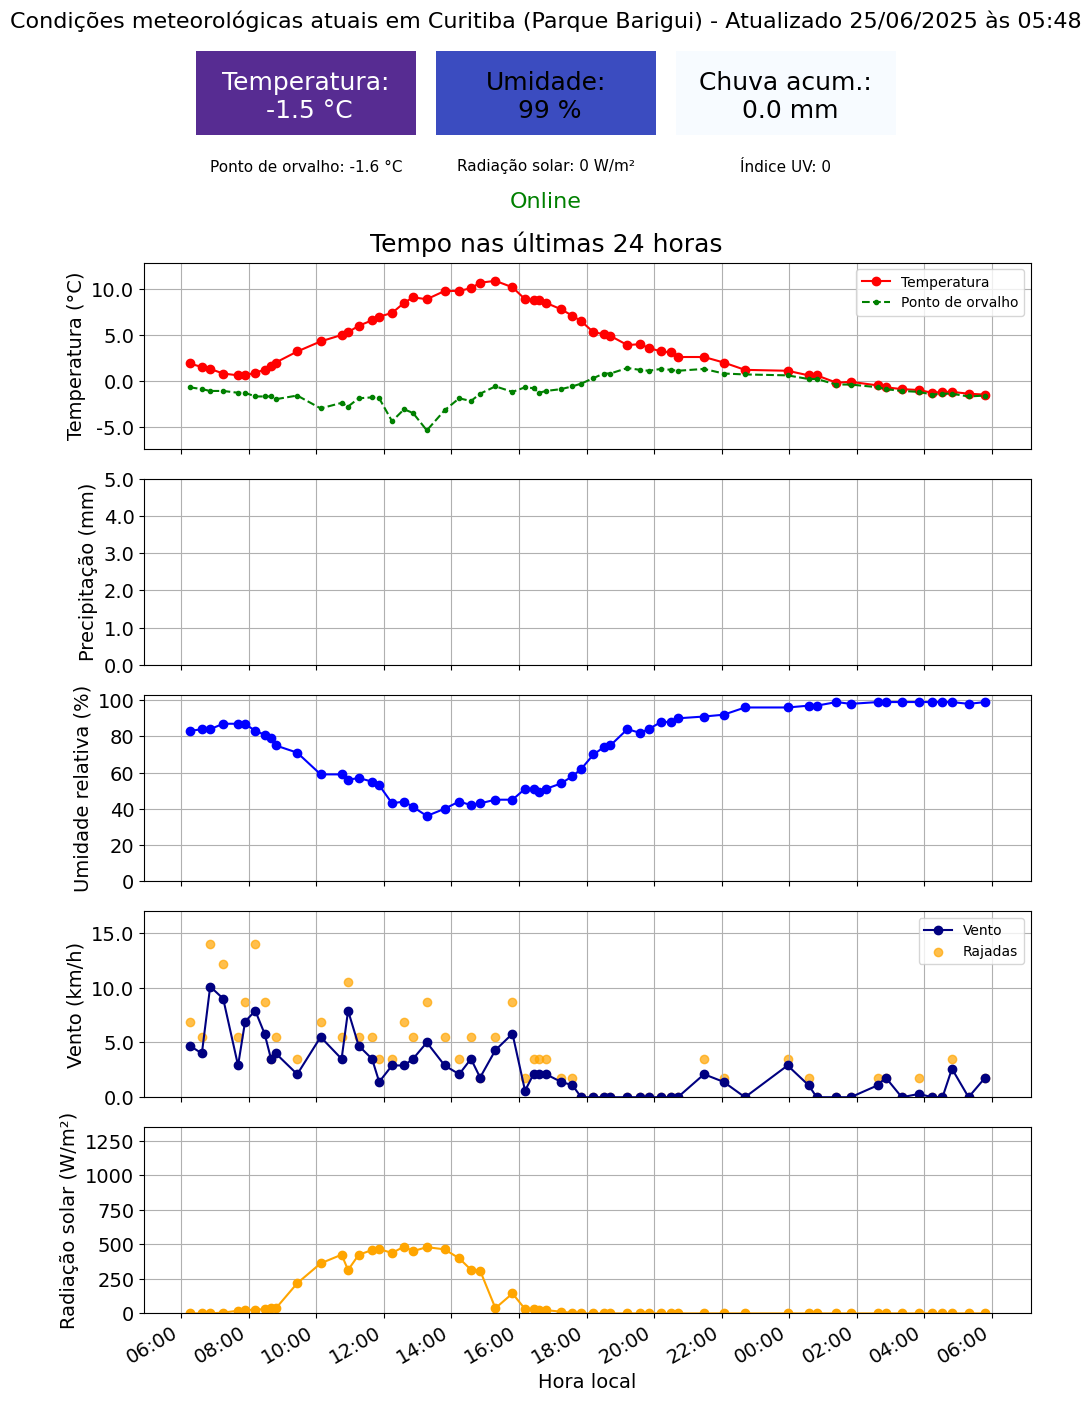 Condições meteorológicas atuais em Curitiba (Parque Barigui) - Atualizado 25/06/2025 às 05:48
Temperatura:
-1.5 °C
Umidade:
99 %
Chuva acum.:
0.0 mm
Ponto de orvalho: -1.6 °C
Radiação solar: 0 W/m²
Índice UV: 0
Online
Tempo nas últimas 24 horas
Temperatura (°C)
10.0
5.0
0.0
-5.0
Temperatura
Ponto de orvalho
Precipitação (mm)
5.0
4.0
3.0
2.0
1.0
0.0
Umidade relativa (%)
100
80
60
40
20
0
Vento (km/h)
15.0
10.0
5.0
0.0
Vento
Rajadas
Radiação solar (W/m²)
1250
1000
750
500
250
0
06:00
08:00
10:00
12:00
14:00
16:00
18:00
20:00
22:00
00:00
02:00
04:00
06:00
Hora local